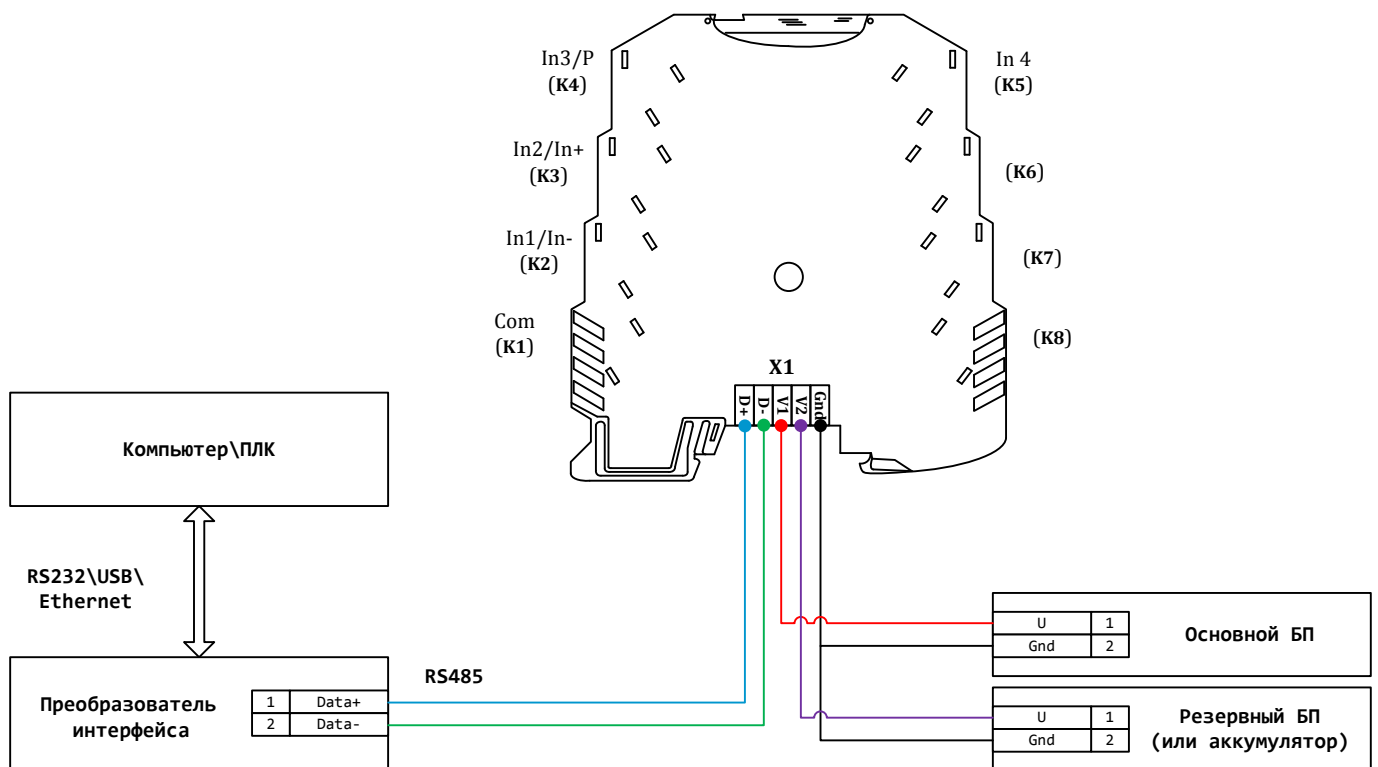 In3/P
(K4)
In 4
(K5)
In2/In+
(K3)
(K6)
In1/In-
(K2)
(K7)
Com
(K1)
(K8)
X1
D+
D-
V1
V2
Gnd
Компьютер\ПЛК
RS232\USB\
Ethernet
RS485
Преобразователь
интерфейса
1 Data+
2 Data-
U 1
Gnd 2
Основной БП
U 1
Gnd 2
Резервный БП
(или аккумулятор)